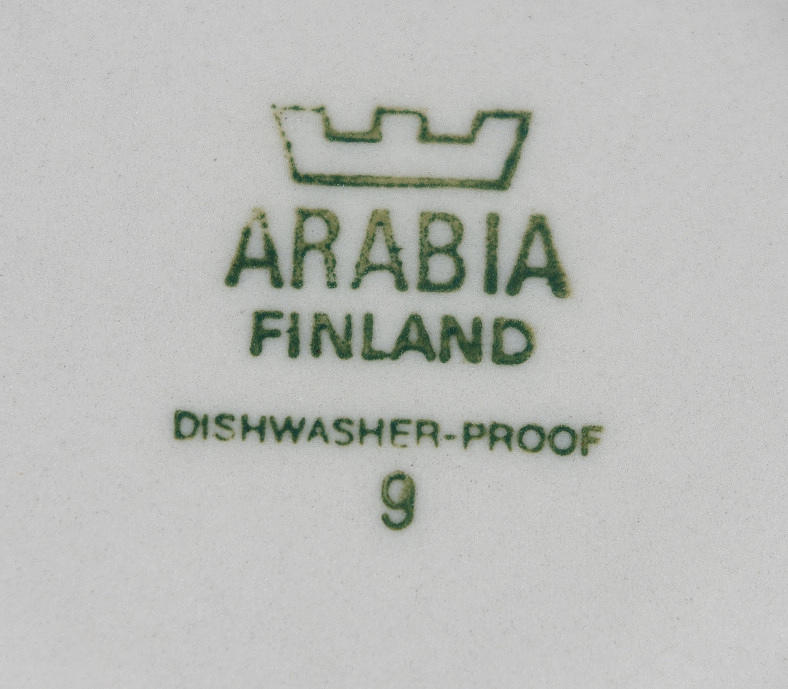 ARABIA
FINLAND
DISHWASHER-PROOF
9